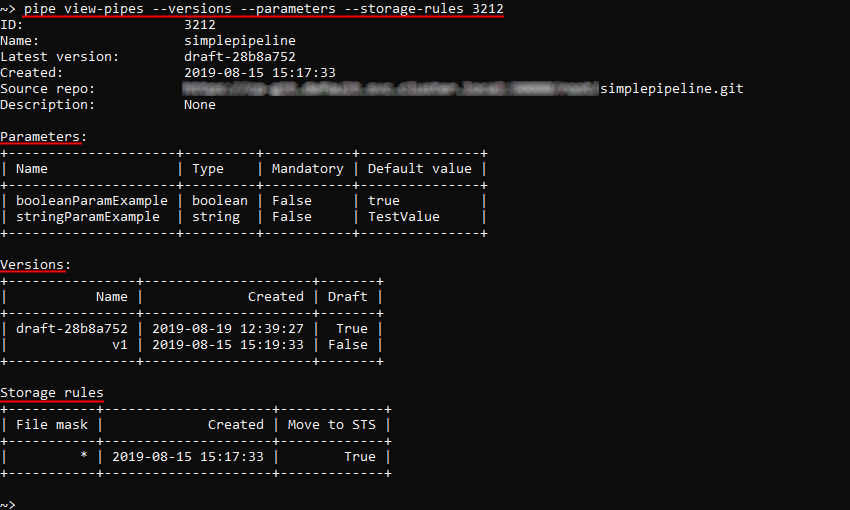 ~> pipe view-pipes --versions --parameters --storage-rules 3212
ID:                    3212
Name:                  simplepipeline
Latest version:        draft-28b8a752
Created:               2019-08-15 15:17:33
Source repo:           simplepipeline.git
Description:           None
Parameters:
+---------------------+---------+-----------+---------------+
| Name                | Type    | Mandatory | Default value |
+---------------------+---------+-----------+---------------+
| booleanParamExample | boolean | False     | true          |
| stringParamExample  | string  | False     | TestValue     |
+---------------------+---------+-----------+---------------+
Versions:
+----------------+---------------------+-------+
|           Name |             Created | Draft |
+----------------+---------------------+-------+
| draft-28b8a752 | 2019-08-19 12:39:27 |  True |
|             v1 | 2019-08-15 15:19:33 | False |
+----------------+---------------------+-------+
Storage rules
+-----------+---------------------+-------------+
| File mask |             Created | Move to STS |
+-----------+---------------------+-------------+
|         * | 2019-08-15 15:17:33 |        True |
+-----------+---------------------+-------------+
~>